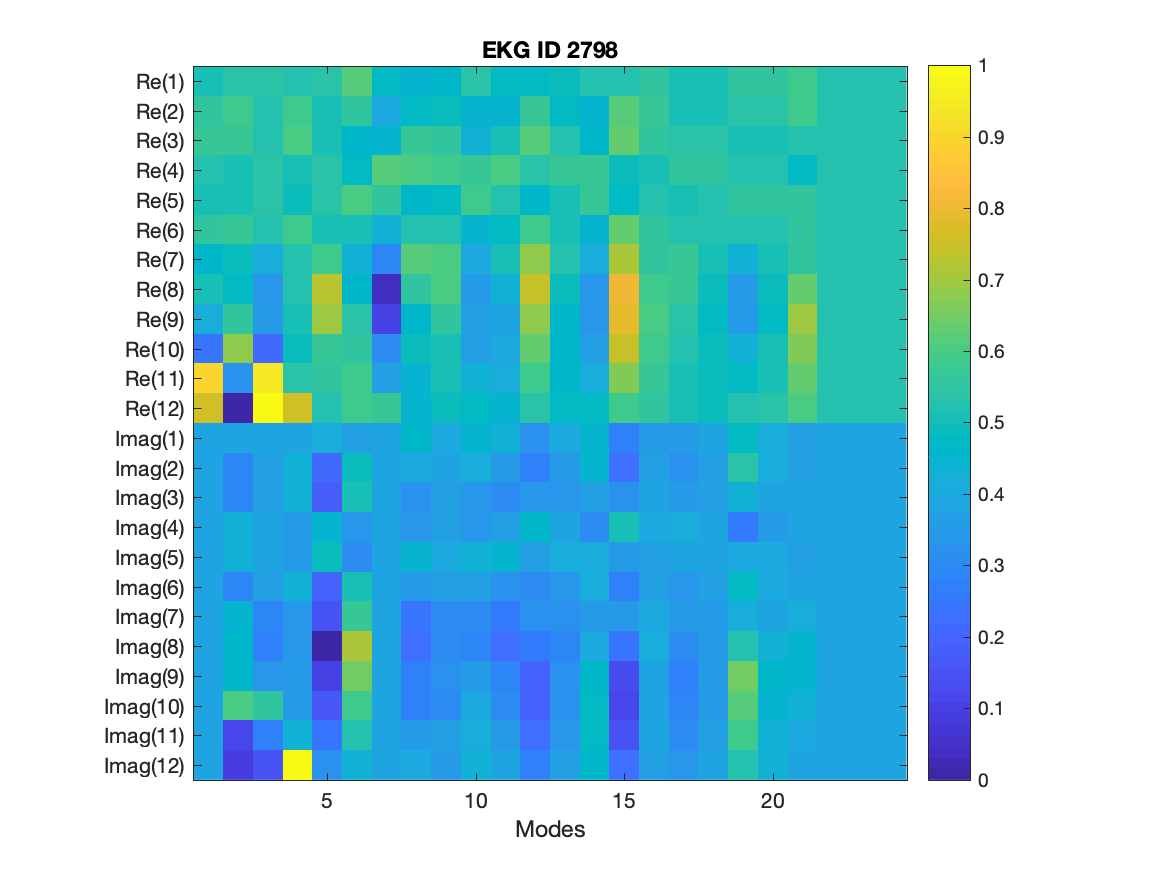 EKG ID 2798
Re(1)
Re(2)
Re(3)
Re(4)
Re(5)
Re(6)
Re(7)
Re(8)
Re(9)
Re(10)
Re(11)
Re(12)
Imag(1)
Imag(2)
Imag(3)
Imag(4)
Imag(5)
Imag(6)
Imag(7)
Imag(8)
Imag(9)
Imag(10)
Imag(11)
Imag(12)
5 10 15 20
Modes
1
0.9
0.8
0.7
0.6
0.5
0.4
0.3
0.2
0.1
0